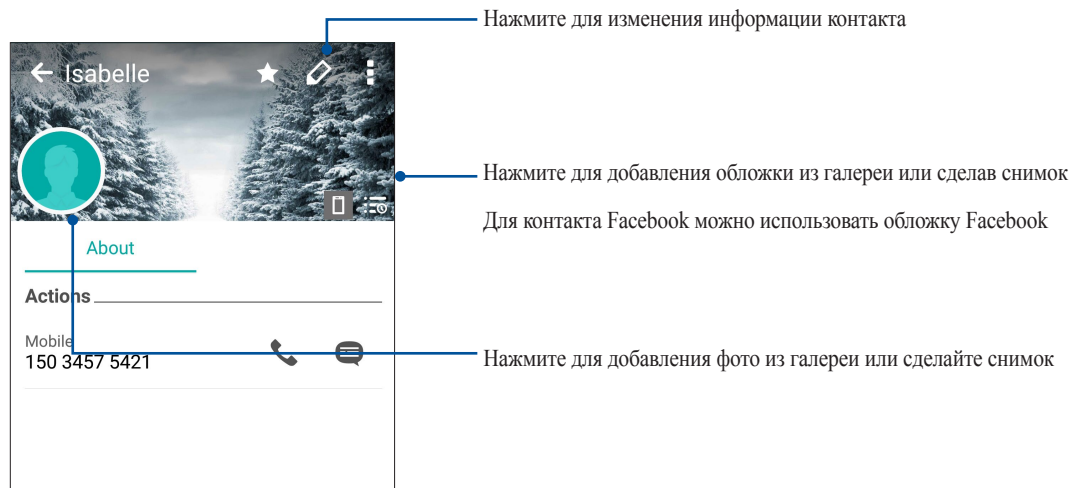 Нажмите для изменения информации контакта
Isabelle
Нажмите для добавления обложки из галереи или сделав снимок
Для контакта Facebook можно использовать обложку Facebook
About
Actions
Mobile
150 3457 5421
Нажмите для добавления фото из галереи или сделайте снимок